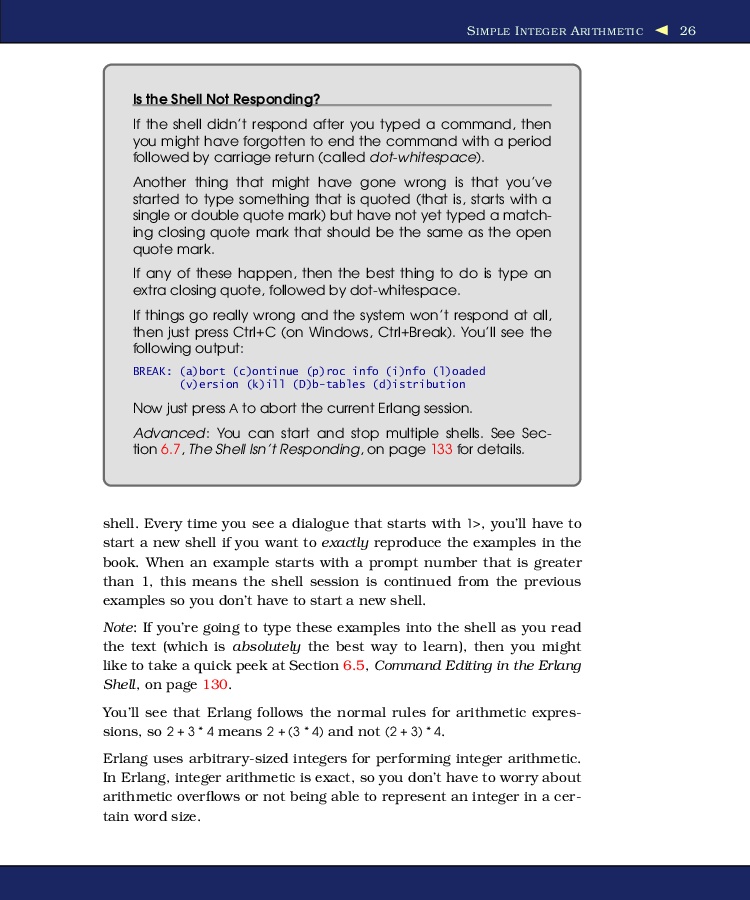 SIMPLE INTEGER ARITHMETIC ◀ 26
Is the Shell Not Responding?
If the shell didn't respond after you typed a command, then
you might have forgotten to end the command with a period
followed by carriage return (called dot-whitespace).
Another thing that might have gone wrong is that you've
started to type something that is quoted (that is, starts with a
single or double quote mark) but have not yet typed a match-
ing closing quote mark that should be the same as the open
quote mark.
If any of these happen, then the best thing to do is type an
extra closing quote, followed by dot-whitespace.
If things go really wrong and the system won't respond at all,
then just press Ctrl+C (on Windows, Ctrl+Break). You'll see the
following output:
BREAK: (a)bort (c)ontinue (p)roc info (i)nfo (l)oaded
(v)ersion (k)ill (D)b-tables (d)istribution
Now just press A to abort the current Erlang session.
Advanced: You can start and stop multiple shells. See Sec-
tion 6.7, The Shell Isn't Responding, on page 133 for details.
shell. Every time you see a dialogue that starts with 1>, you'll have to
start a new shell if you want to exactly reproduce the examples in the
book. When an example starts with a prompt number that is greater
than 1, this means the shell session is continued from the previous
examples so you don't have to start a new shell.
Note: If you're going to type these examples into the shell as you read
the text (which is absolutely the best way to learn), then you might
like to take a quick peek at Section 6.5, Command Editing in the Erlang
Shell, on page 130.
You'll see that Erlang follows the normal rules for arithmetic expres-
sions, so 2 + 3 * 4 means 2 + (3 * 4) and not (2 + 3) * 4.
Erlang uses arbitrary-sized integers for performing integer arithmetic.
In Erlang, integer arithmetic is exact, so you don't have to worry about
arithmetic overflows or not being able to represent an integer in a cer-
tain word size.